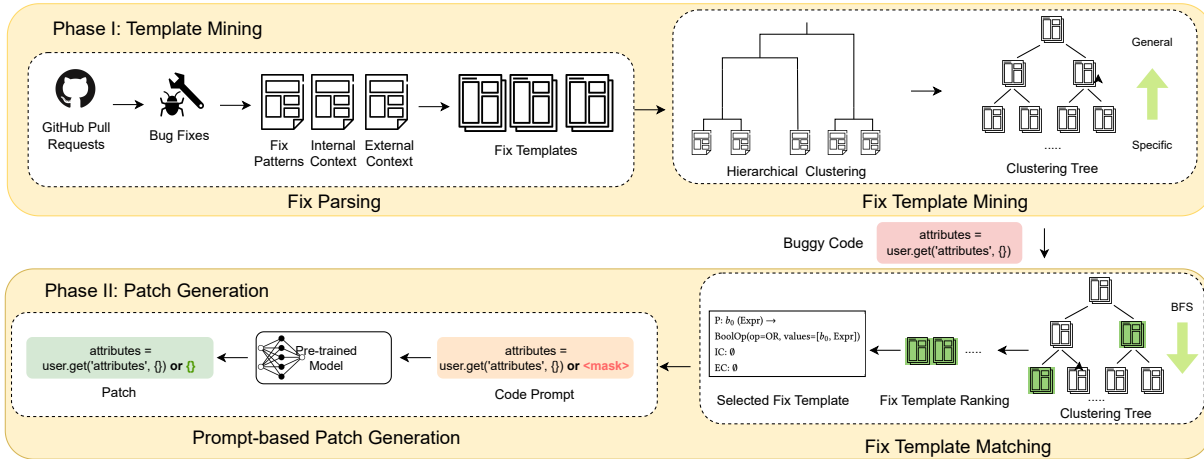 Phase I: Template Mining
GitHub Pull
Requests
Bug Fixes
Fix
Patterns
Internal
Context
External
Context
Fix Templates
Fix Parsing
Hierarchical Clustering
General
Specific
.....
Clustering Tree
Fix Template Mining
Buggy Code
attributes =
user.get('attributes', {})
Phase II: Patch Generation
attributes =
user.get('attributes', {}) or {}
Patch
Pre-trained
Model
attributes =
user.get('attributes', {}) or <mask>
Code Prompt
Prompt-based Patch Generation
P: b₀ (Expr) →
BoolOp(op=OR, values=[b₀, Expr])
IC: ∅
EC: ∅
Selected Fix Template
.....
Fix Template Ranking
BFS
.....
Clustering Tree
Fix Template Matching